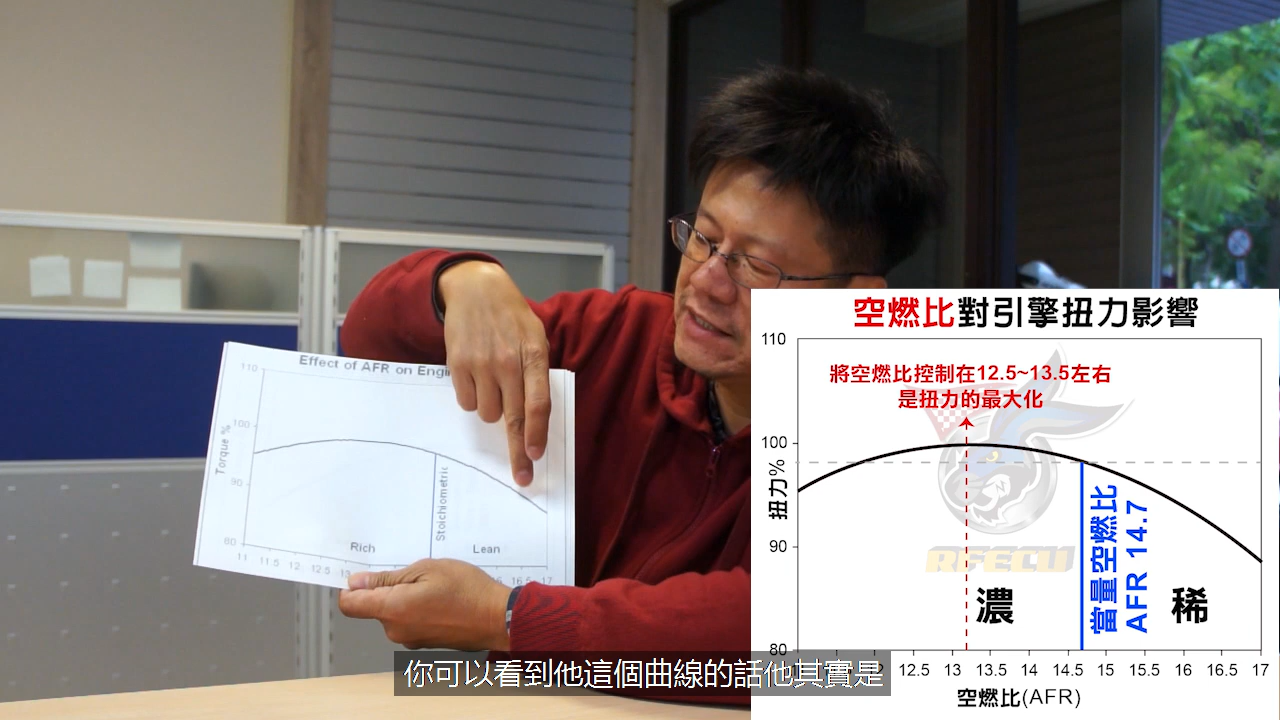 Effect of AFR on Engi
110
100
90
80
Torque %
Stoichiometric
Rich
Lean
11 11.5 12 12.5 13 16.5 17
空燃比對引擎扭力影響
將空燃比控制在12.5~13.5左右
是扭力的最大化
110
100
90
80
扭力%
RFECU
濃
當量空燃比
AFR 14.7
稀
12 12.5 13 13.5 14 14.5 15 15.5 16 16.5 17
空燃比(AFR)
你可以看到他這個曲線的話他其實是